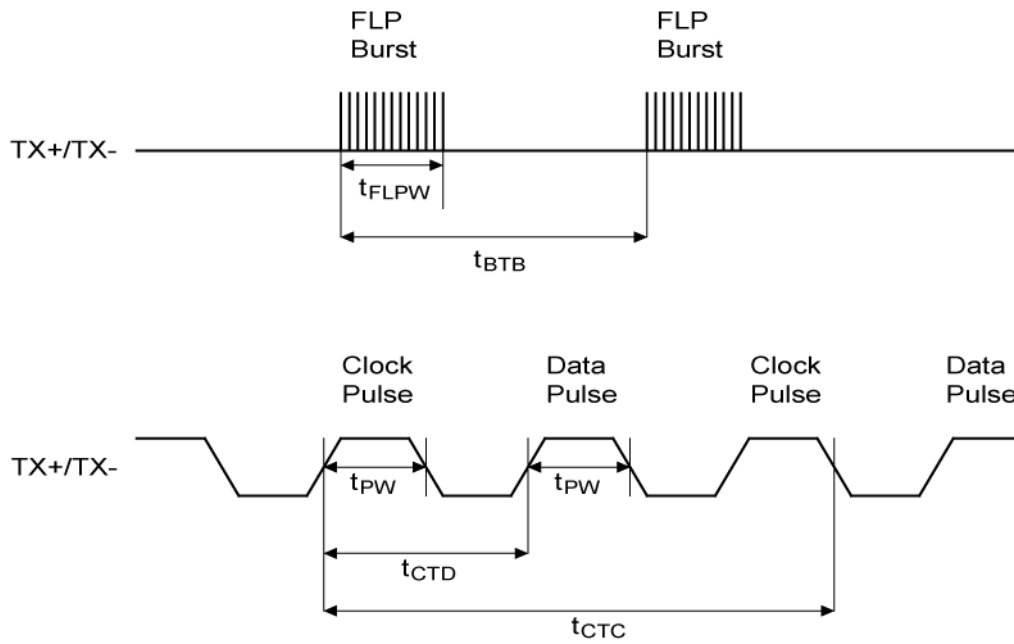 FLP
Burst
FLP
Burst
TX+/TX-
tFLPW
tBTB
Clock
Pulse
Data
Pulse
Clock
Pulse
Data
Pulse
TX+/TX-
tPW
tPW
tCTD
tCTC